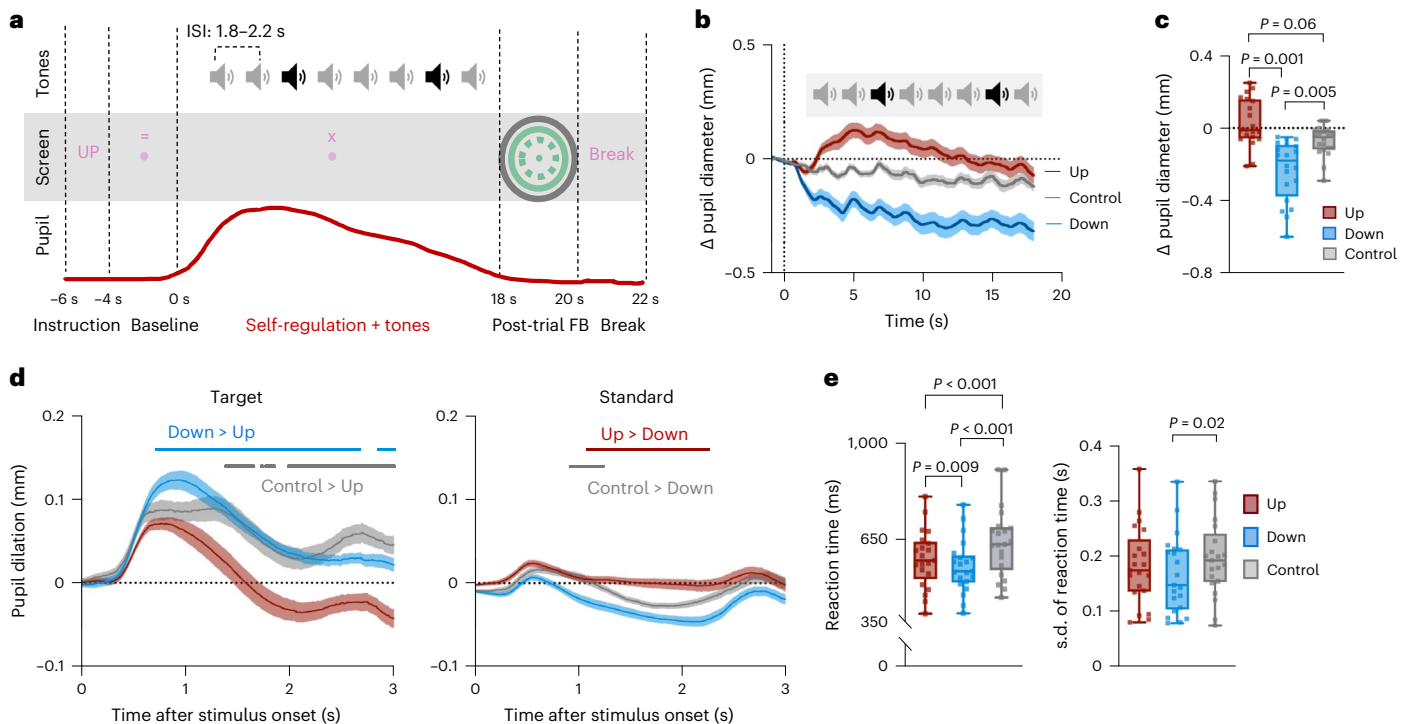 a
ISI: 1.8–2.2 s
Tones
Screen
UP
=
x
Break
Pupil
–6 s
–4 s
0 s
18 s
20 s
22 s
Instruction
Baseline
Self-regulation + tones
Post-trial FB
Break
b
Δ pupil diameter (mm)
0.5
0
–0.5
Up
Control
Down
0
5
10
15
20
Time (s)
c
P = 0.06
P = 0.001
P = 0.005
Δ pupil diameter (mm)
0.4
0
–0.4
–0.8
Up
Down
Control
d
Target
Down > Up
Control > Up
Pupil dilation (mm)
0.2
0.1
0
–0.1
0
1
2
3
Time after stimulus onset (s)
Standard
Up > Down
Control > Down
0.2
0.1
0
–0.1
0
1
2
3
Time after stimulus onset (s)
e
P < 0.001
P < 0.001
P = 0.009
Reaction time (ms)
1,000
650
350
0
P = 0.02
s.d. of reaction time (s)
0.4
0.3
0.2
0.1
0
Up
Down
Control